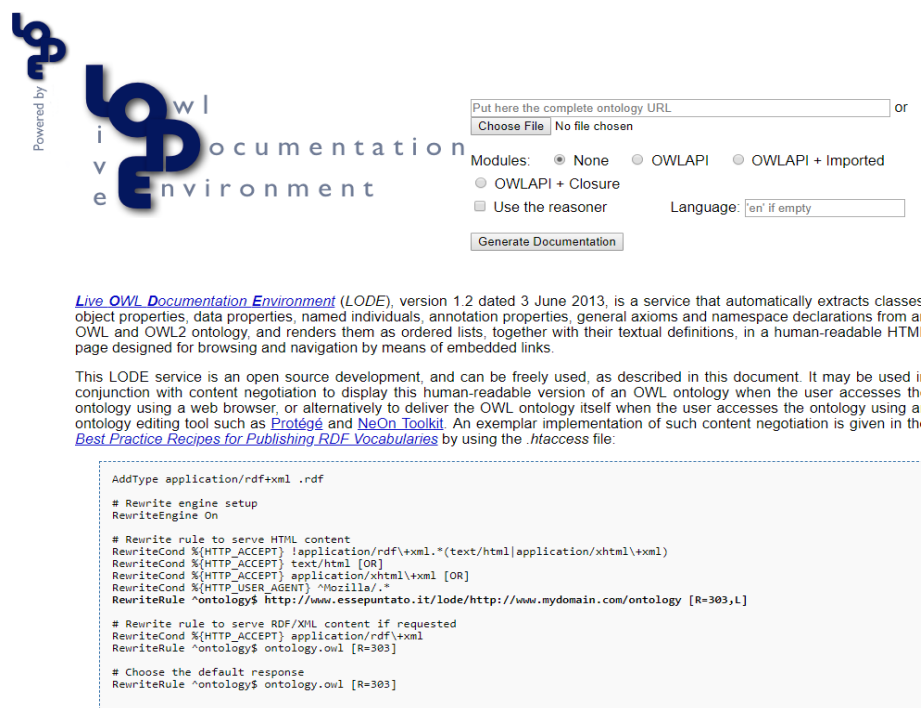 LODE
Powered by
LODE
Live Owl Documentation Environment
Put here the complete ontology URL or
Choose File No file chosen
Modules: None OWLAPI OWLAPI + Imported
OWLAPI + Closure
Use the reasoner Language: 'en' if empty
Generate Documentation
Live OWL Documentation Environment (LODE), version 1.2 dated 3 June 2013, is a service that automatically extracts classes
object properties, data properties, named individuals, annotation properties, general axioms and namespace declarations from a
OWL and OWL2 ontology, and renders them as ordered lists, together with their textual definitions, in a human-readable HTM
page designed for browsing and navigation by means of embedded links.
This LODE service is an open source development, and can be freely used, as described in this document. It may be used i
conjunction with content negotiation to display this human-readable version of an OWL ontology when the user accesses th
ontology using a web browser, or alternatively to deliver the OWL ontology itself when the user accesses the ontology using a
ontology editing tool such as Protégé and NeOn Toolkit. An exemplar implementation of such content negotiation is given in the
Best Practice Recipes for Publishing RDF Vocabularies by using the .htaccess file:
AddType application/rdf+xml .rdf
# Rewrite engine setup
RewriteEngine On
# Rewrite rule to serve HTML content
RewriteCond %{HTTP_ACCEPT} !application/rdf\+xml.*(text/html|application/xhtml\+xml)
RewriteCond %{HTTP_ACCEPT} text/html [OR]
RewriteCond %{HTTP_ACCEPT} application/xhtml\+xml [OR]
RewriteCond %{HTTP_USER_AGENT} ^Mozilla/.*
RewriteRule ^ontology$ http://www.essepuntato.it/lode/http://www.mydomain.com/ontology [R=303,L]
# Rewrite rule to serve RDF/XML content if requested
RewriteCond %{HTTP_ACCEPT} application/rdf\+xml
RewriteRule ^ontology$ ontology.owl [R=303]
# Choose the default response
RewriteRule ^ontology$ ontology.owl [R=303]